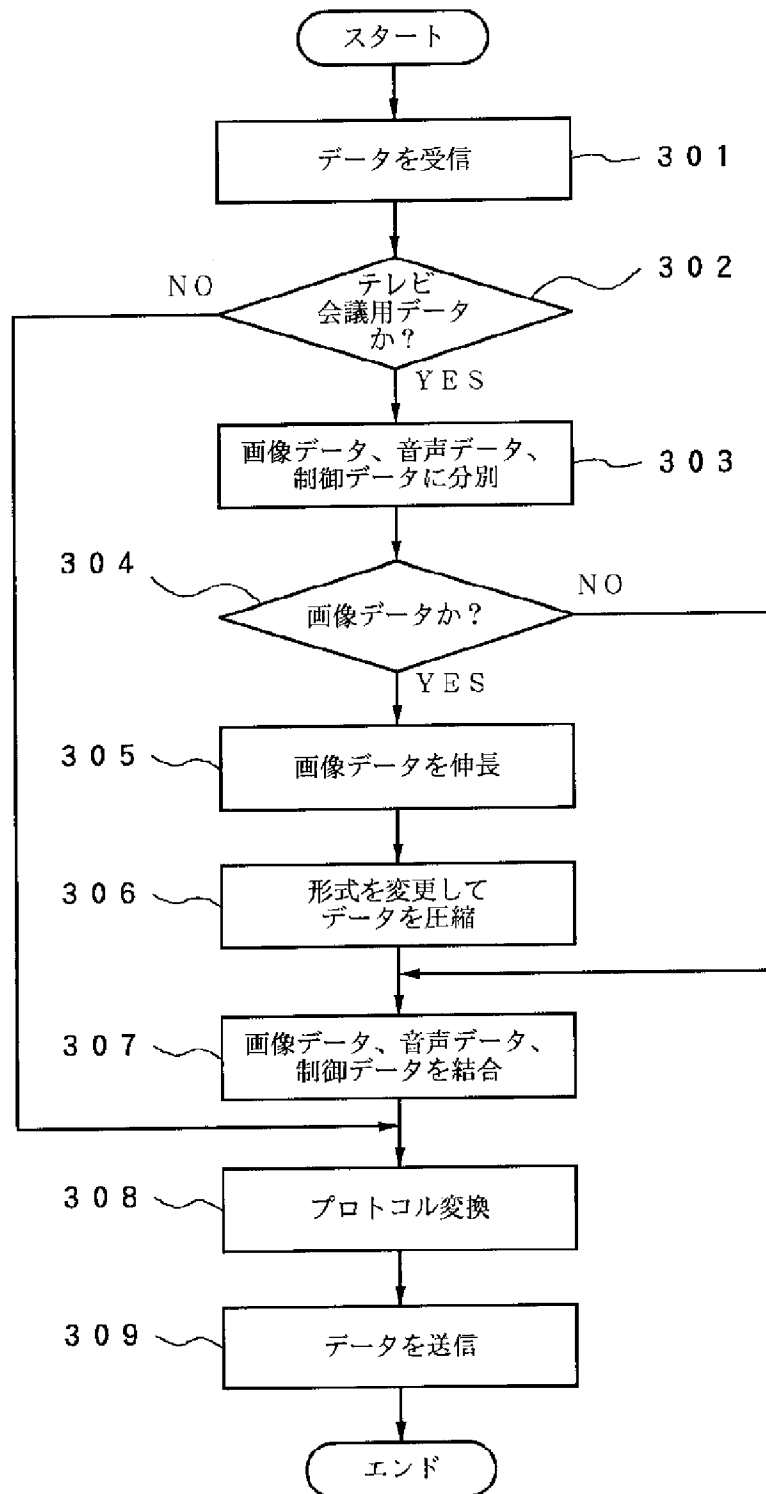 スタート
データを受信
３０１
テレビ
会議用データ
か？
３０２
ＮＯ
ＹＥＳ
画像データ、音声データ、
制御データに分別
３０３
３０４
画像データか？
ＮＯ
ＹＥＳ
３０５
画像データを伸長
３０６
形式を変更して
データを圧縮
３０７
画像データ、音声データ、
制御データを結合
３０８
プロトコル変換
３０９
データを送信
エンド